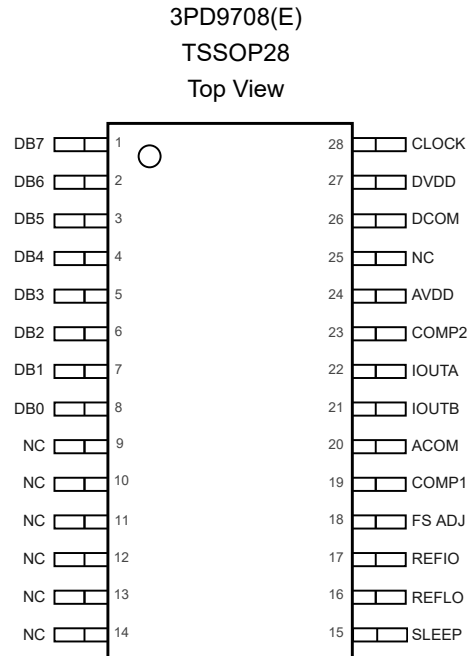 3PD9708(E)
TSSOP28
Top View
DB7 1 28 CLOCK
DB6 2 27 DVDD
DB5 3 26 DCOM
DB4 4 25 NC
DB3 5 24 AVDD
DB2 6 23 COMP2
DB1 7 22 IOUTA
DB0 8 21 IOUTB
NC 9 20 ACOM
NC 10 19 COMP1
NC 11 18 FS ADJ
NC 12 17 REFIO
NC 13 16 REFLO
NC 14 15 SLEEP